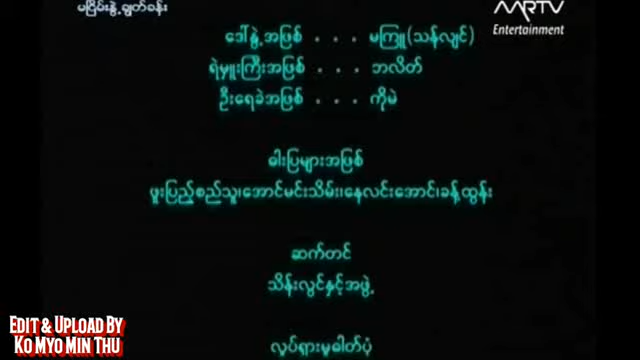 မငြိမ်းနွဲ့ချွတ်ခန်း
MRTV
Entertainment
ဒေါ်နွဲ့အဖြစ် . . . မကြူ(သန်လျင်)
ရဲမှူးကြီးအဖြစ် . . . ဘလိတ်
ဦးရေခဲအဖြစ် . . . ကိုမဲ
ဓါးပြများအဖြစ်
ဖူးပြည့်စည်သူ၊အောင်မင်းသိမ်း၊နေလင်းအောင်၊ခန့်ထွန်း
ဆက်တင်
သိန်းလွင်နှင့်အဖွဲ့
လှုပ်ရှားမှုဓါတ်ပုံ
Edit & Upload By
Ko Myo Min Thu